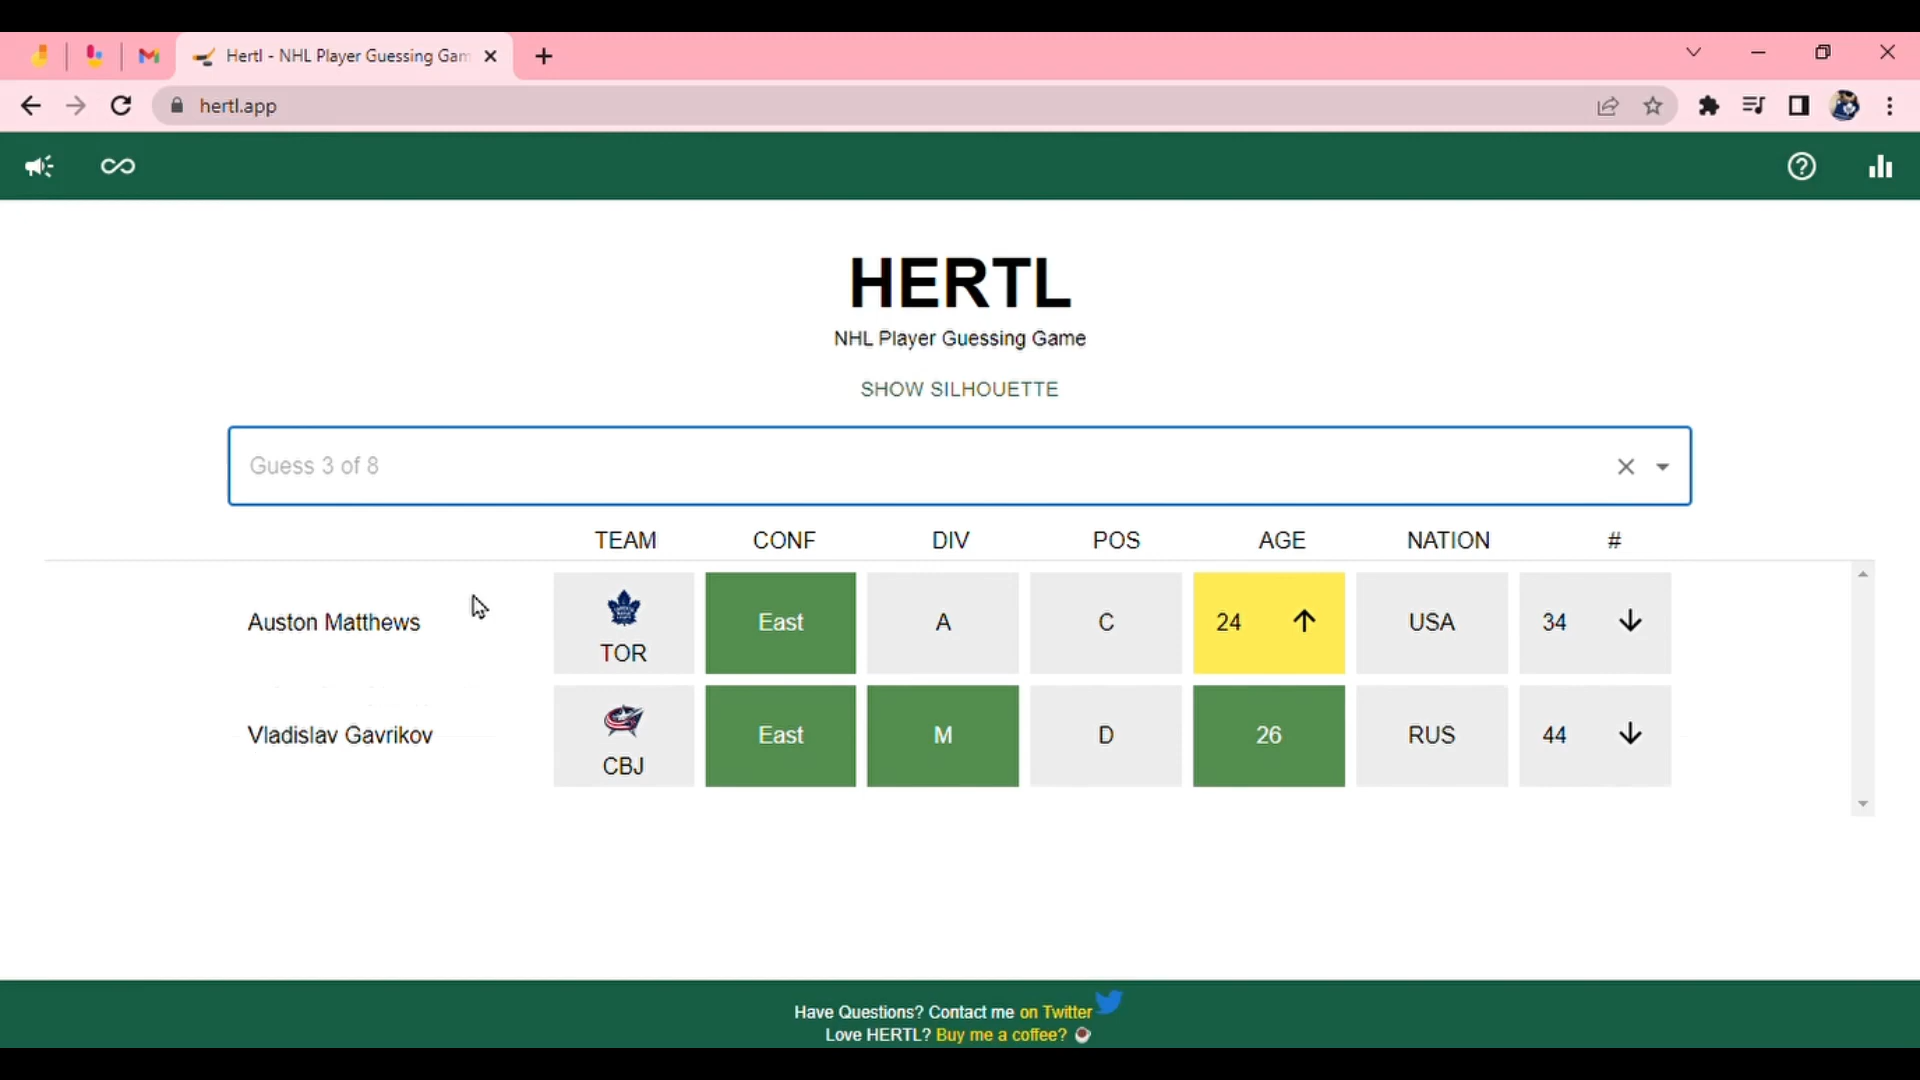 Hertl - NHL Player Guessing Gam
hertl.app
HERTL
NHL Player Guessing Game
SHOW SILHOUETTE
Guess 3 of 8
TEAM CONF DIV POS AGE NATION #
Auston Matthews TOR East A C 24 ↑ USA 34 ↓
Vladislav Gavrikov CBJ East M D 26 RUS 44 ↓
Have Questions? Contact me on Twitter
Love HERTL? Buy me a coffee?